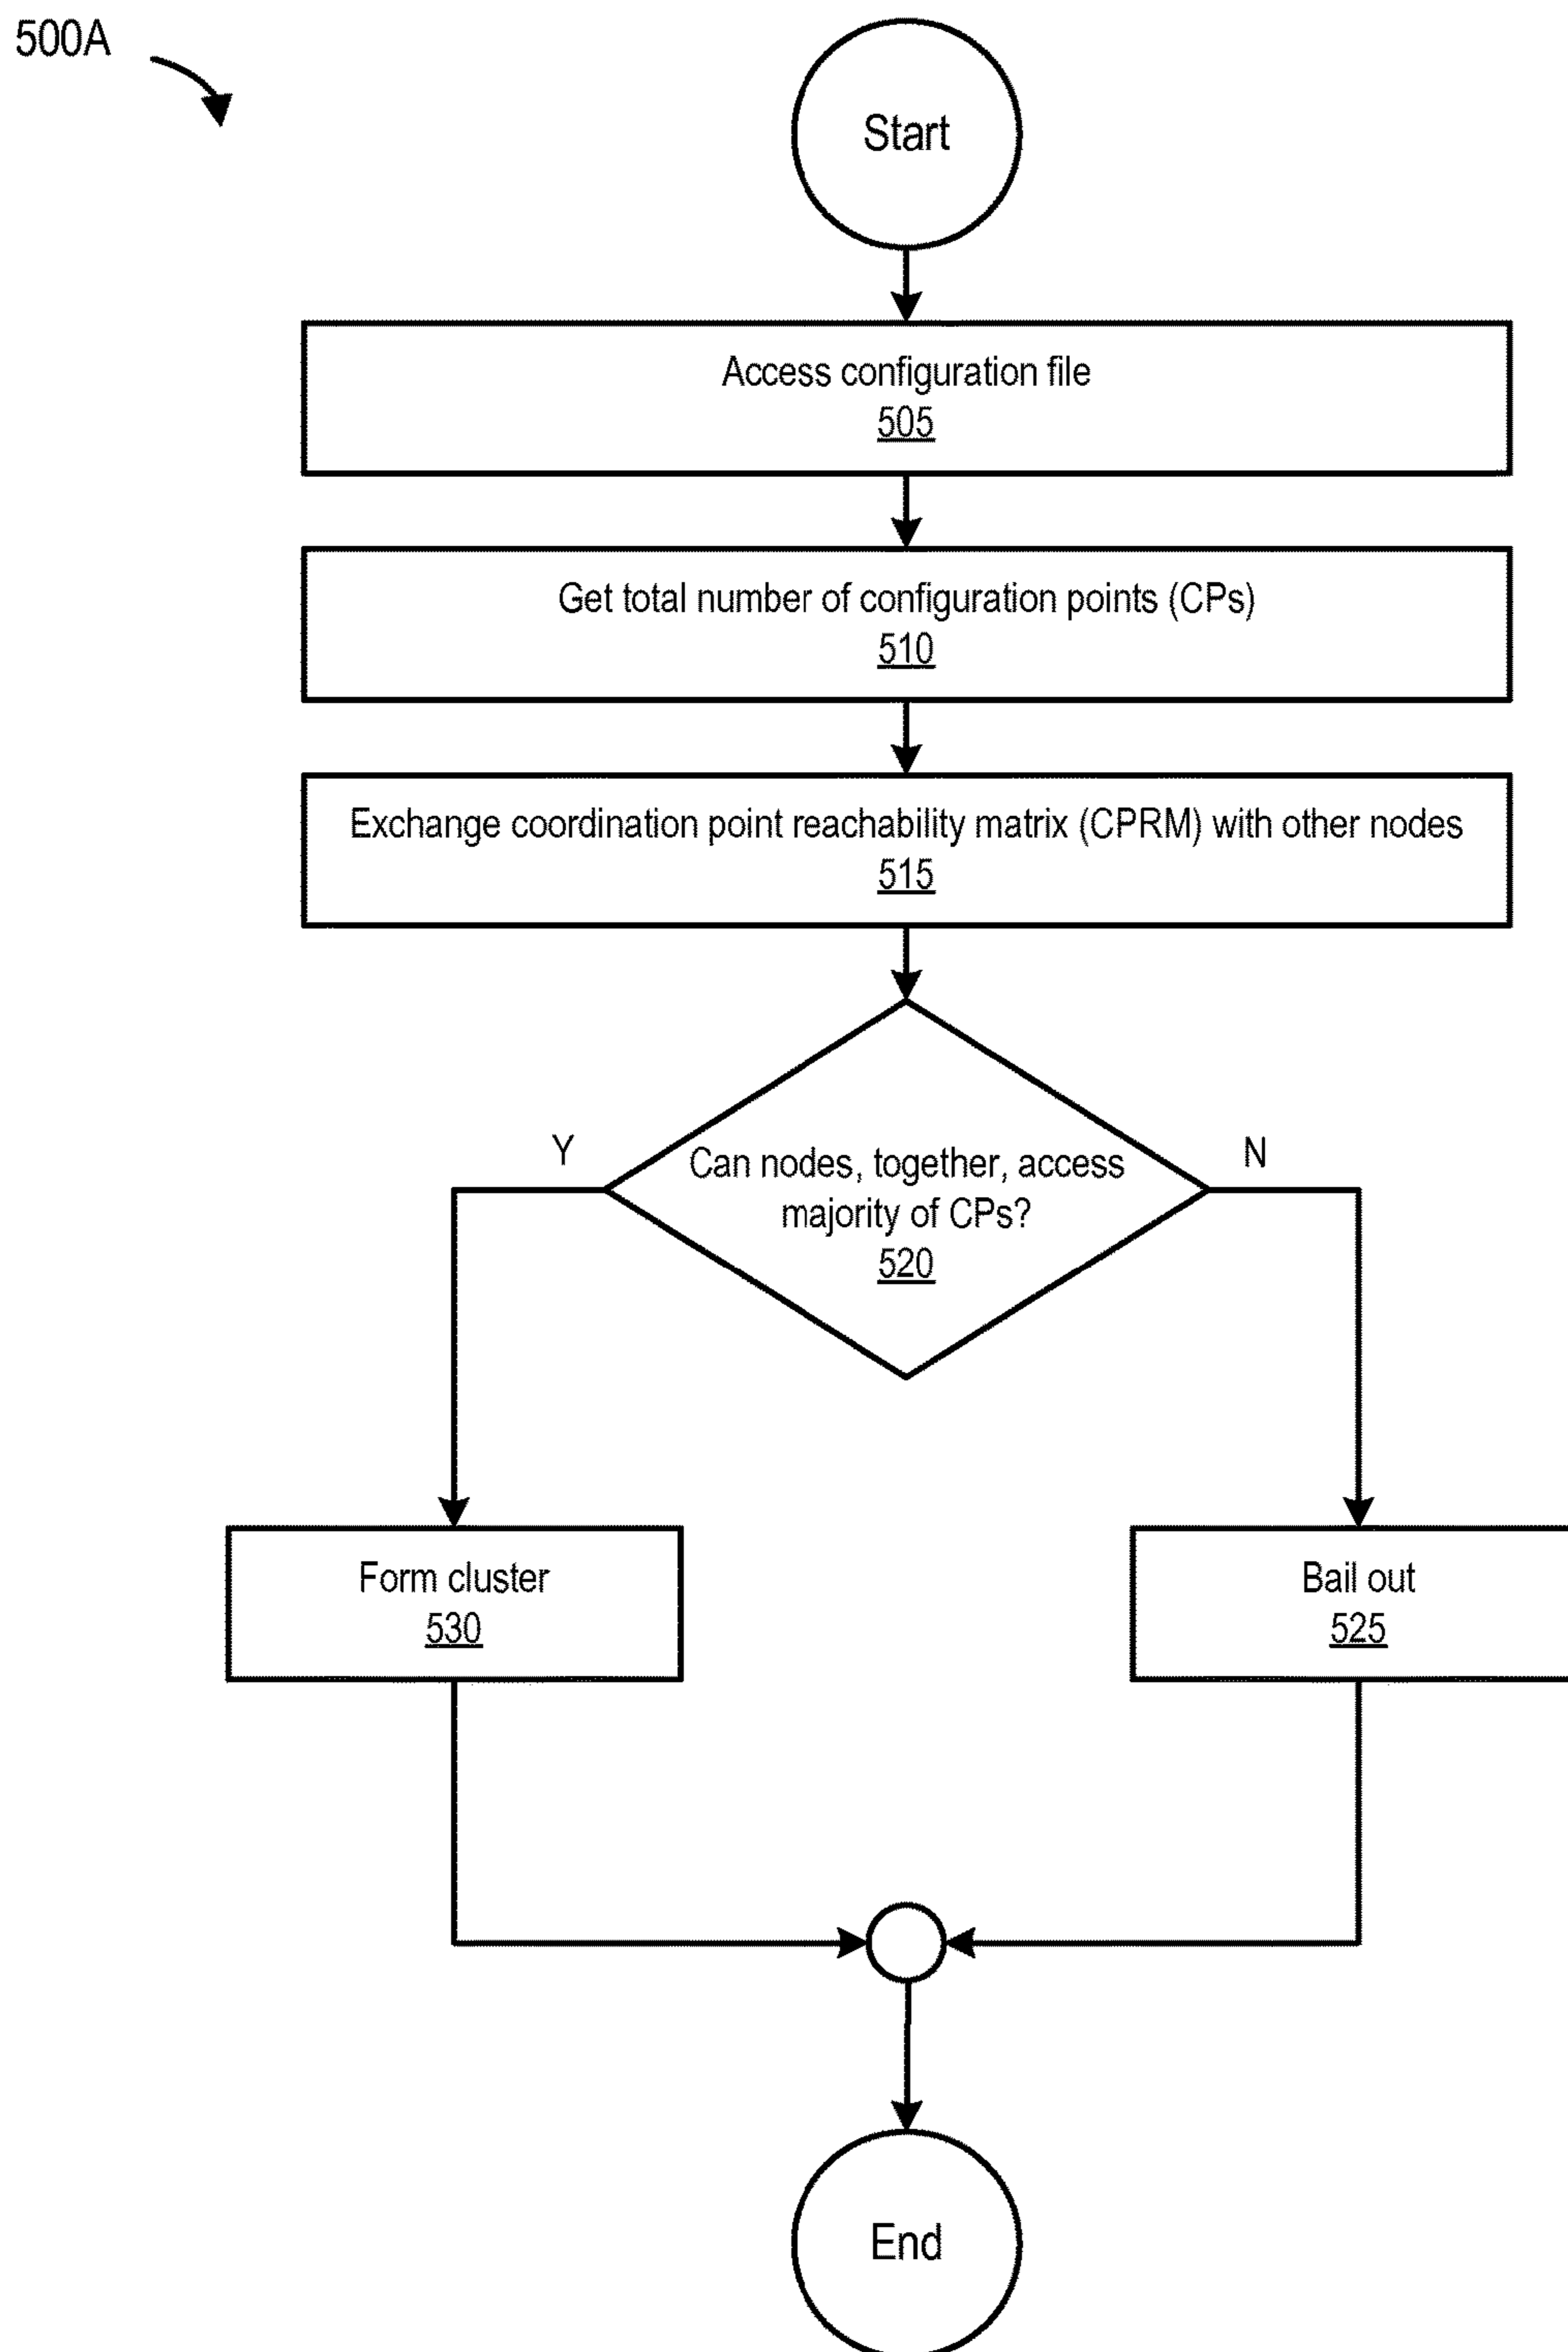 500A
Start
Access configuration file
505
Get total number of configuration points (CPs)
510
Exchange coordination point reachability matrix (CPRM) with other nodes
515
Y
N
Can nodes, together, access
majority of CPs?
520
Form cluster
530
Bail out
525
End